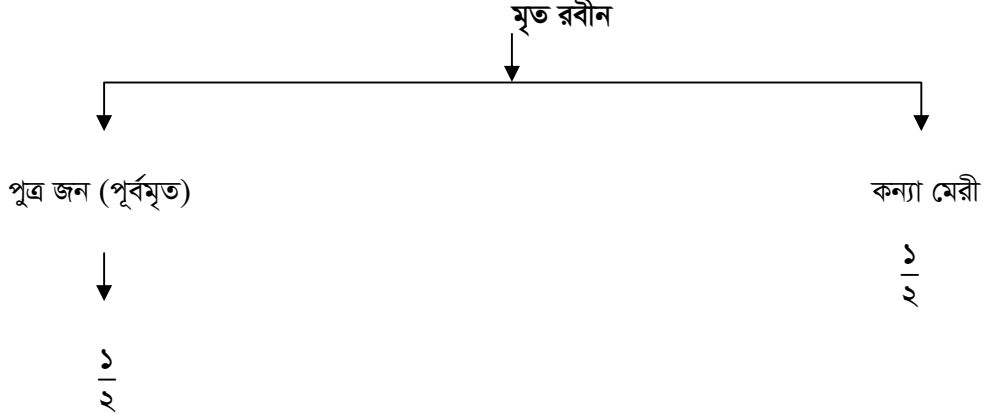 মৃত রবীন
পুত্র জন (পূর্বমৃত)
কন্যা মেরী
১
২
১
২